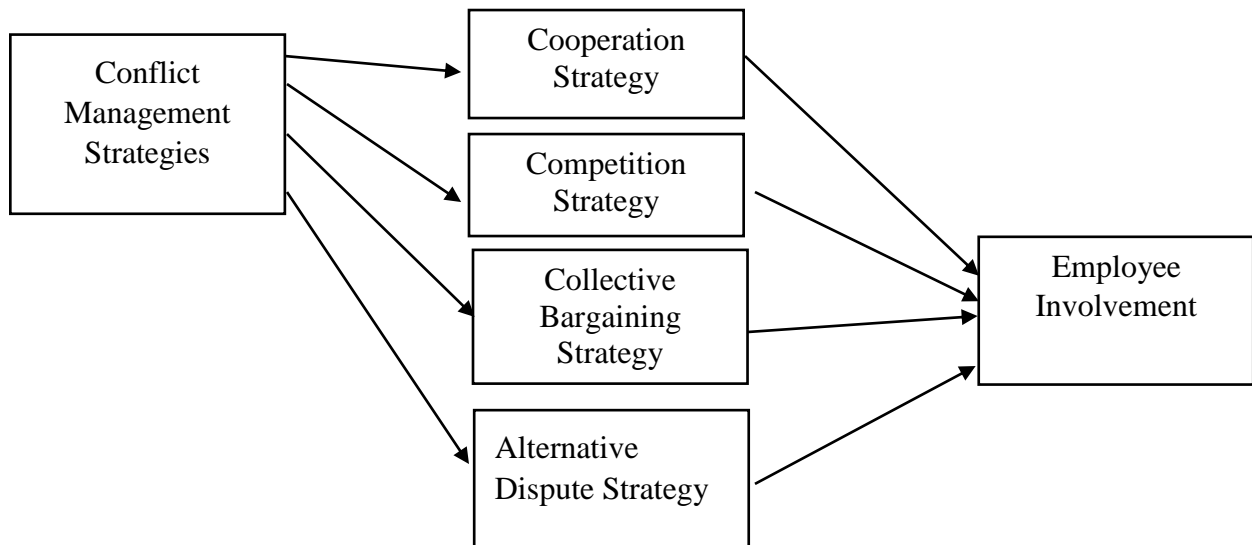 Conflict
Management
Strategies
Cooperation
Strategy
Competition
Strategy
Collective
Bargaining
Strategy
Alternative
Dispute Strategy
Employee
Involvement